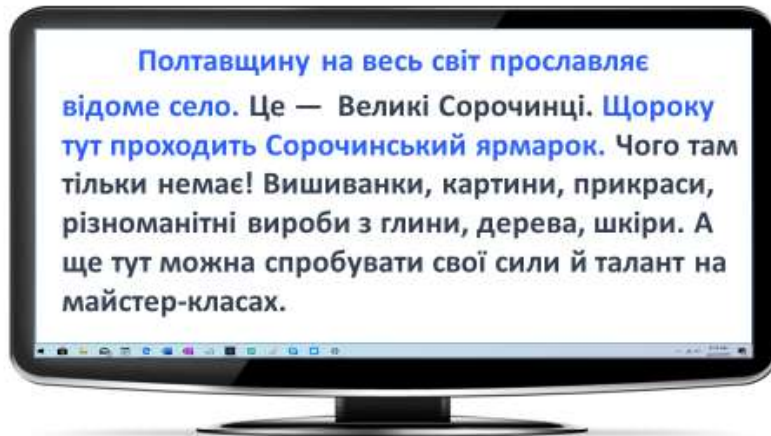 Полтавщину на весь світ прославляє
відоме село. Це — Великі Сорочинці. Щороку
тут проходить Сорочинський ярмарок. Чого там
тільки немає! Вишиванки, картини, прикраси,
різноманітні вироби з глини, дерева, шкіри. А
ще тут можна спробувати свої сили й талант на
майстер-класах.